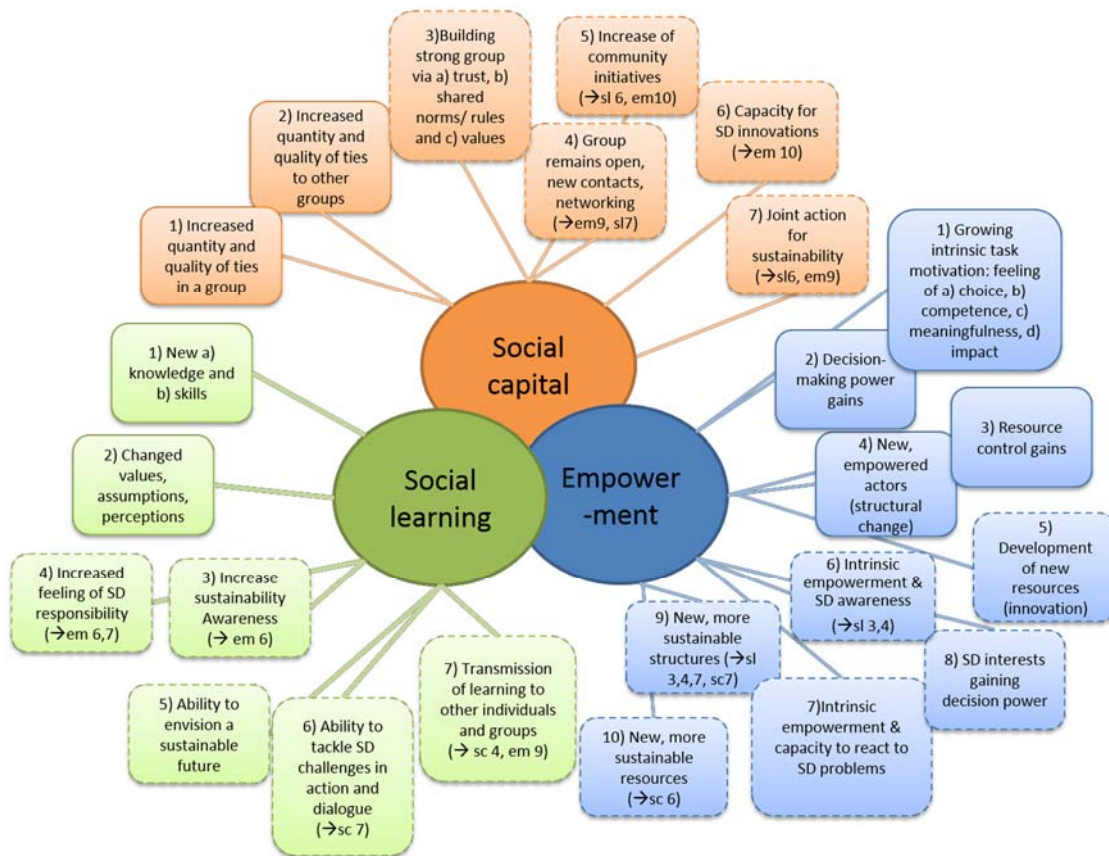 Social
capital
1) Increased
quantity and
quality of ties
in a group
2) Increased
quantity and
quality of ties
to other
groups
3)Building
strong group
via a) trust, b)
shared
norms/ rules
and c) values
4) Group
remains open,
new contacts,
networking
(→em9, sl7)
5) Increase of
community
initiatives
(→sl 6, em10)
6) Capacity for
SD innovations
(→em 10)
7) Joint action
for
sustainability
(→sl6, em9)
Social
learning
1) New a)
knowledge and
b) skills
2) Changed
values,
assumptions,
perceptions
3) Increase
sustainability
Awareness
(→ em 6)
4) Increased
feeling of SD
responsibility
(→em 6,7)
5) Ability to
envision a
sustainable
future
6) Ability to
tackle SD
challenges in
action and
dialogue
(→sc 7)
7) Transmission
of learning to
other individuals
and groups
(→ sc 4, em 9)
Empower
-ment
1) Growing
intrinsic task
motivation: feeling
of a) choice, b)
competence, c)
meaningfulness, d)
impact
2) Decision-
making power
gains
3) Resource
control gains
4) New,
empowered
actors
(structural
change)
5)
Development
of new
resources
(innovation)
6) Intrinsic
empowerment &
SD awareness
(→sl 3,4)
7)Intrinsic
empowerment &
capacity to react to
SD problems
8) SD interests
gaining
decision power
9) New, more
sustainable
structures (→sl
3,4,7, sc7)
10) New, more
sustainable
resources
(→sc 6)